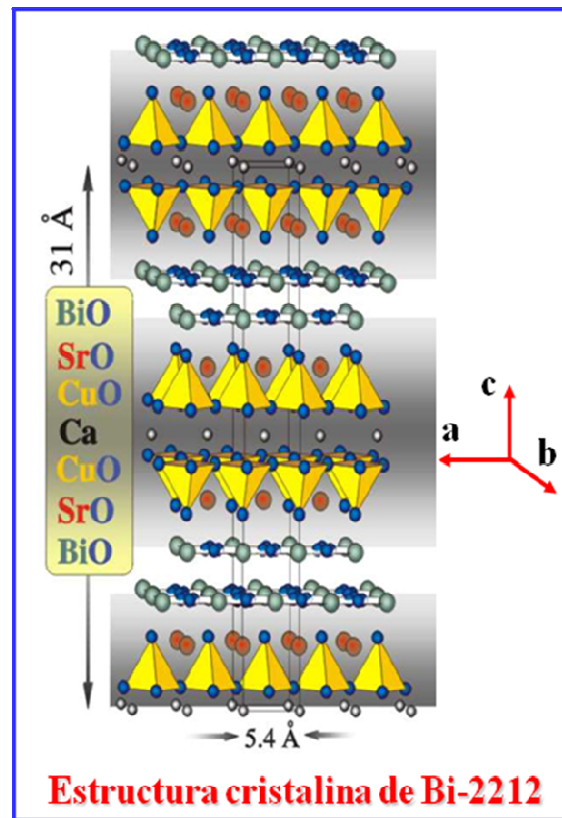 31 Å
BiO
SrO
CuO
Ca
CuO
SrO
BiO
c
a
b
5.4 Å
Estructura cristalina de Bi-2212